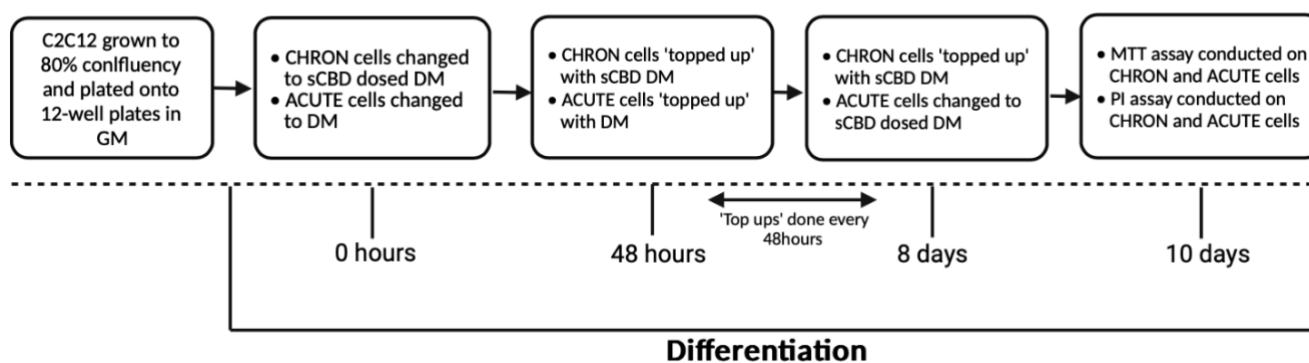 C2C12 grown to
80% conlfluency
and plated onto
12-well plates in
GM
• CHRON cells changed
to sCBD dosed DM
• ACUTE cells changed
to DM
• CHRON cells 'topped up'
with sCBD DM
• ACUTE cells 'topped up'
with DM
• CHRON cells 'topped up'
with sCBD DM
• ACUTE cells changed to
sCBD dosed DM
• MTT assay conducted on
CHRON and ACUTE cells
• PI assay conducted on
CHRON and ACUTE cells
0 hours
48 hours
'Top ups' done every
48hours
8 days
10 days
Differentiation